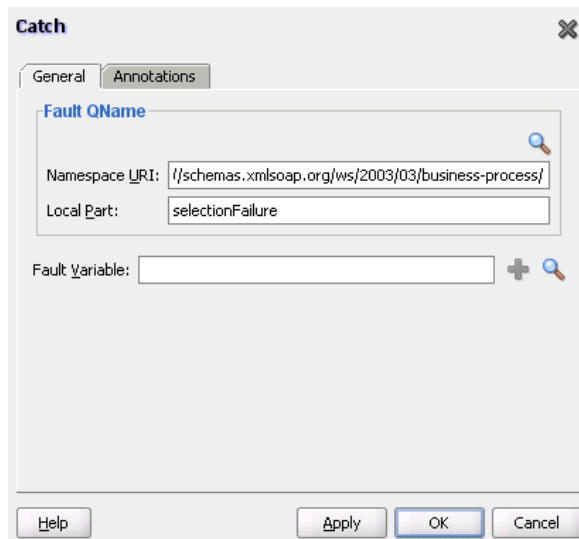 Catch
General Annotations
Fault QName
Namespace URI: //schemas.xmlsoap.org/ws/2003/03/business-process/
Local Part: selectionFailure
Fault Variable:
Help Apply OK Cancel